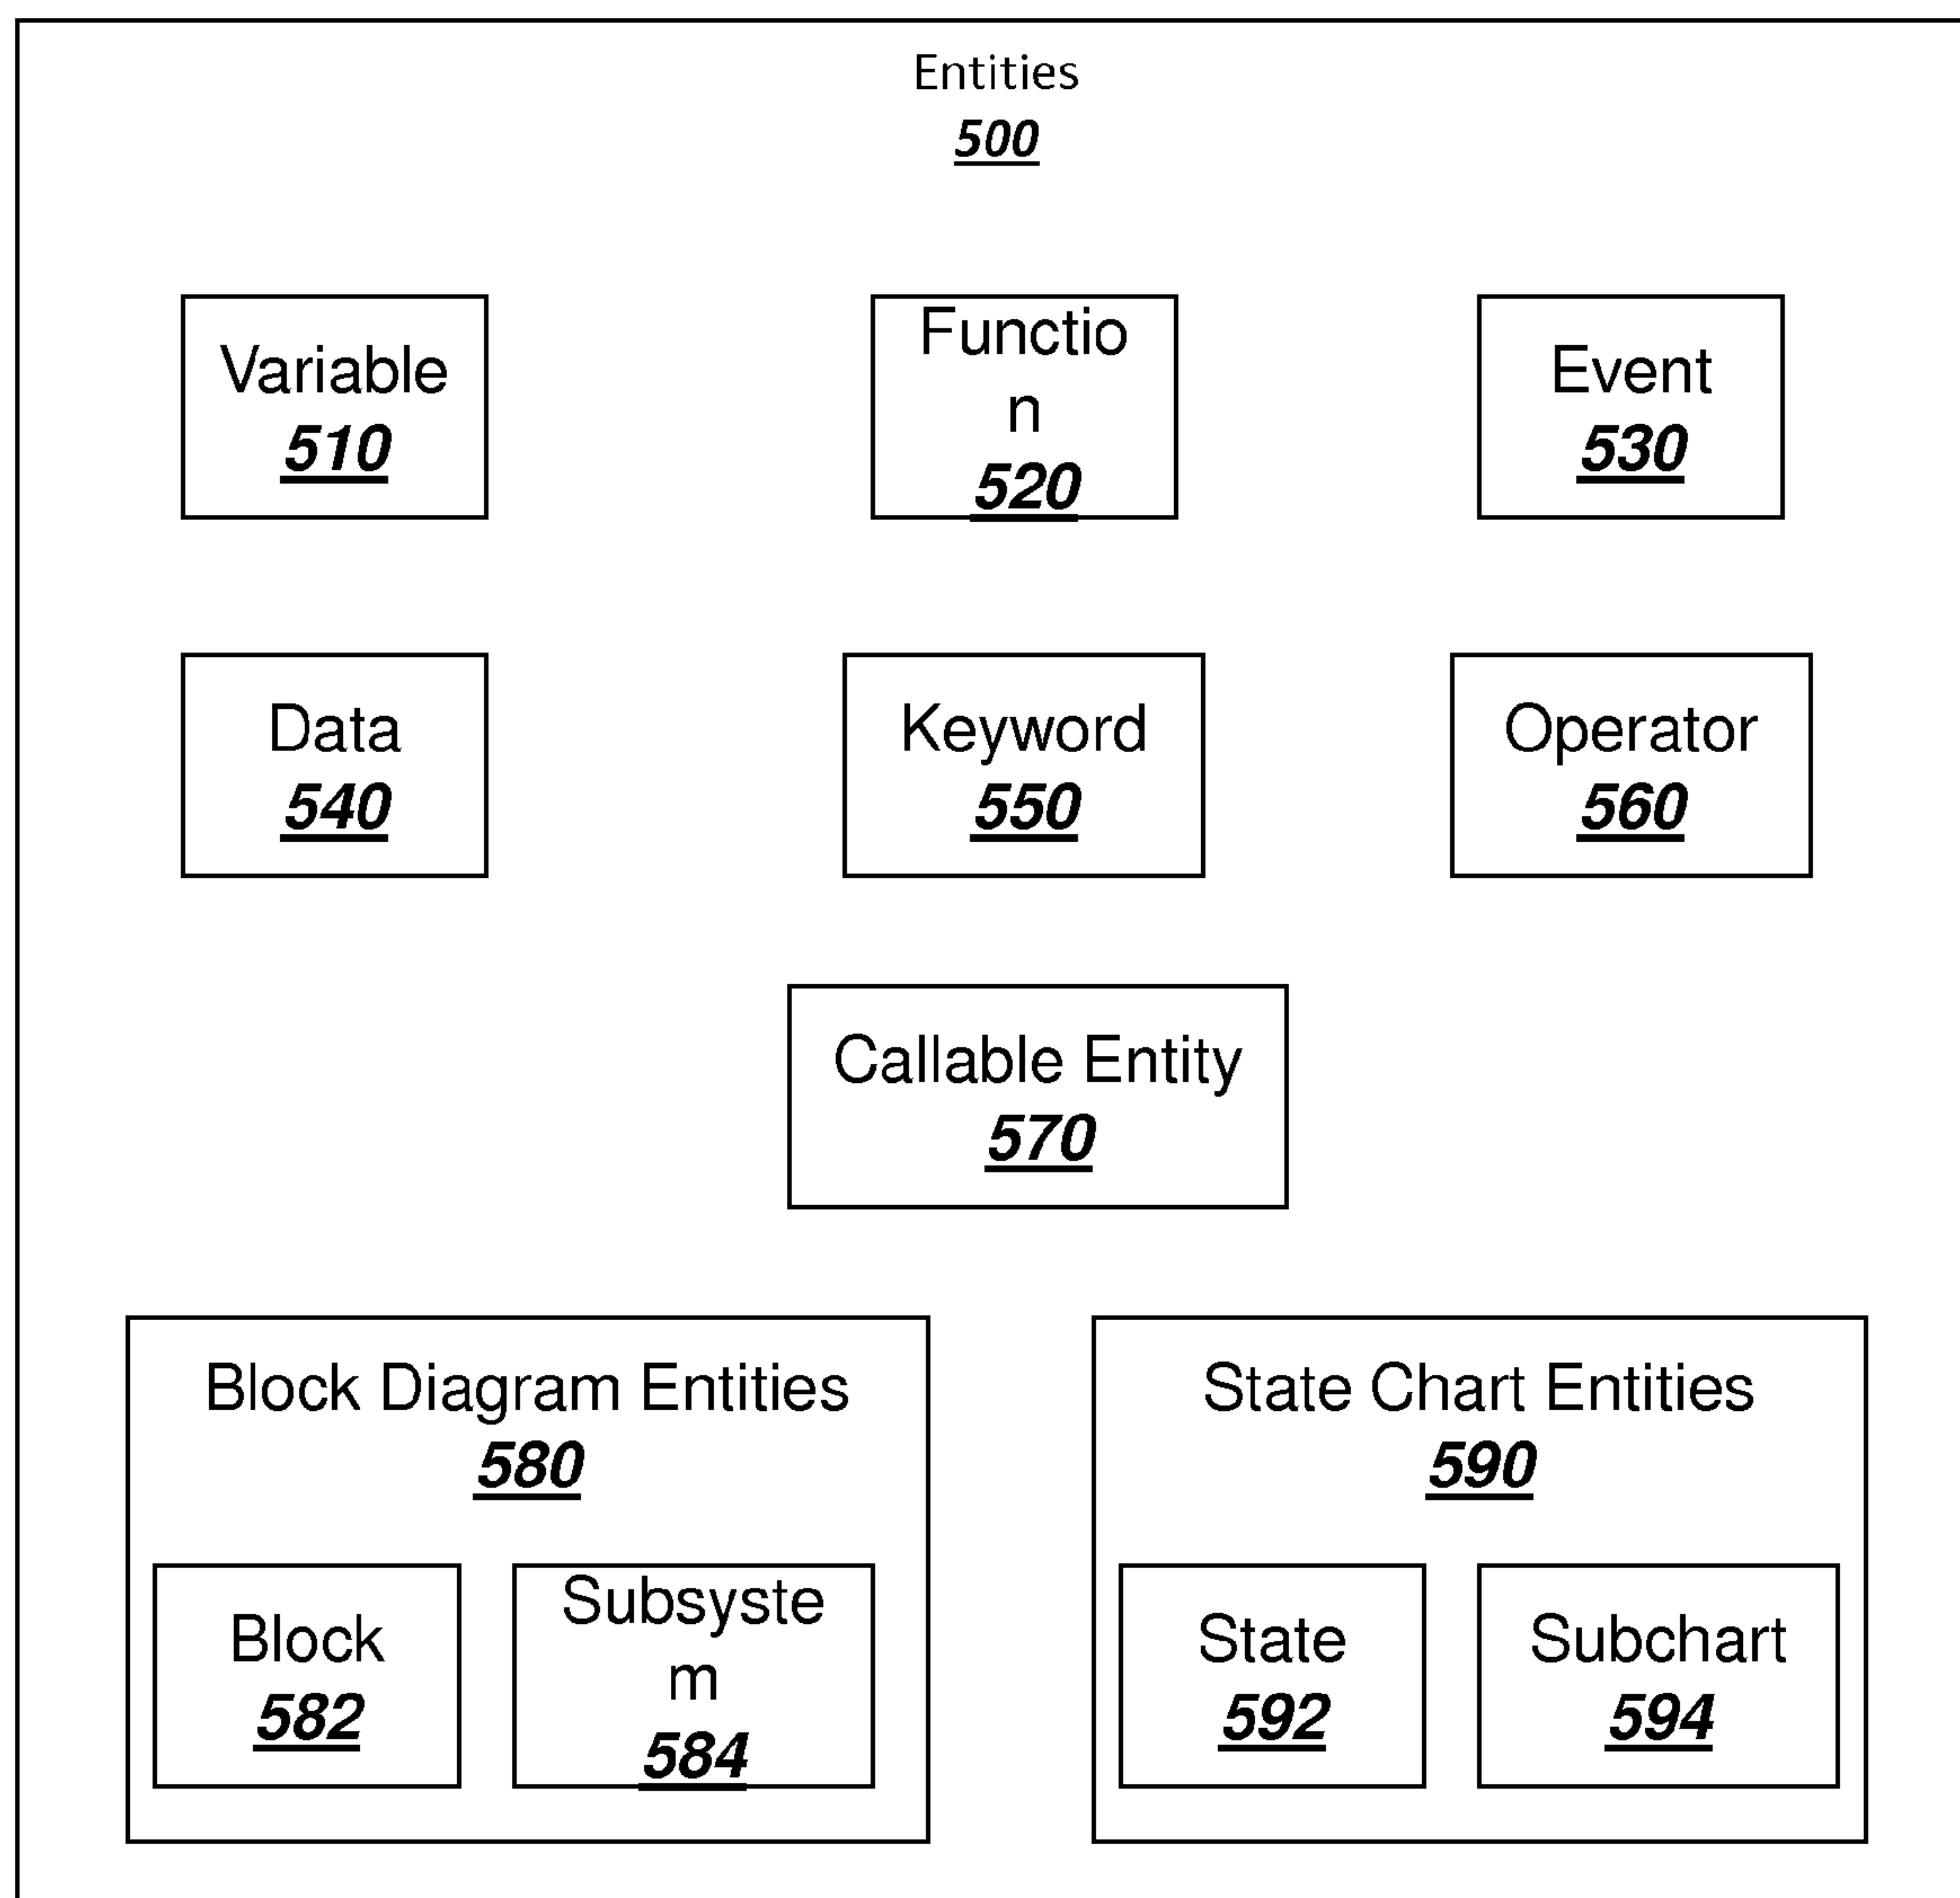 Entities
500
Variable
510
Functio
n
520
Event
530
Data
540
Keyword
550
Operator
560
Callable Entity
570
Block Diagram Entities
580
Block
582
Subsyste
m
584
State Chart Entities
590
State
592
Subchart
594